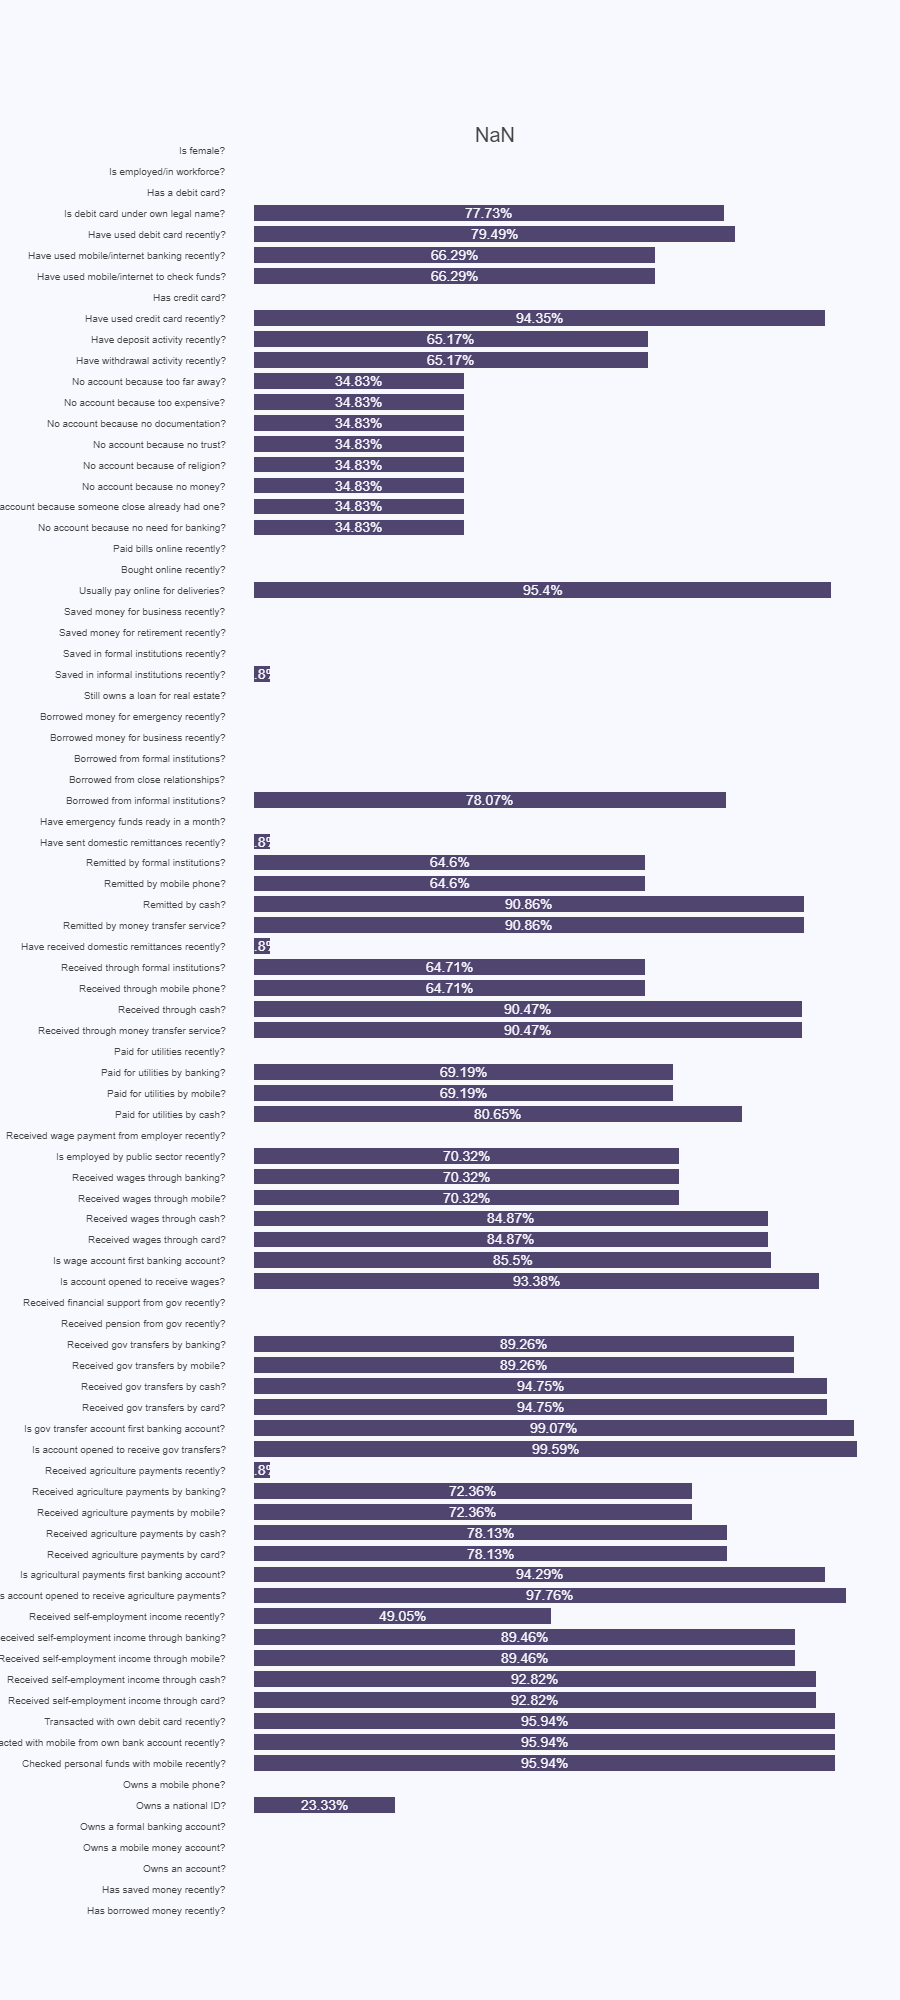 NaN
Is female?
Is employed/in workforce?
Has a debit card?
Is debit card under own legal name? 77.73%
Have used debit card recently? 79.49%
Have used mobile/internet banking recently? 66.29%
Have used mobile/internet to check funds? 66.29%
Has credit card?
Have used credit card recently? 94.35%
Have deposit activity recently? 65.17%
Have withdrawal activity recently? 65.17%
No account because too far away? 34.83%
No account because too expensive? 34.83%
No account because no documentation? 34.83%
No account because no trust? 34.83%
No account because of religion? 34.83%
No account because no money? 34.83%
account because someone close already had one? 34.83%
No account because no need for banking? 34.83%
Paid bills online recently?
Bought online recently?
Usually pay online for deliveries? 95.4%
Saved money for business recently?
Saved money for retirement recently?
Saved in formal institutions recently?
Saved in informal institutions recently? .8%
Still owns a loan for real estate?
Borrowed money for emergency recently?
Borrowed money for business recently?
Borrowed from formal institutions?
Borrowed from close relationships?
Borrowed from informal institutions? 78.07%
Have emergency funds ready in a month?
Have sent domestic remittances recently? .8%
Remitted by formal institutions? 64.6%
Remitted by mobile phone? 64.6%
Remitted by cash? 90.86%
Remitted by money transfer service? 90.86%
Have received domestic remittances recently? .8%
Received through formal institutions? 64.71%
Received through mobile phone? 64.71%
Received through cash? 90.47%
Received through money transfer service? 90.47%
Paid for utilities recently?
Paid for utilities by banking? 69.19%
Paid for utilities by mobile? 69.19%
Paid for utilities by cash? 80.65%
Received wage payment from employer recently?
Is employed by public sector recently? 70.32%
Received wages through banking? 70.32%
Received wages through mobile? 70.32%
Received wages through cash? 84.87%
Received wages through card? 84.87%
Is wage account first banking account? 85.5%
Is account opened to receive wages? 93.38%
Received financial support from gov recently?
Received pension from gov recently?
Received gov transfers by banking? 89.26%
Received gov transfers by mobile? 89.26%
Received gov transfers by cash? 94.75%
Received gov transfers by card? 94.75%
Is gov transfer account first banking account? 99.07%
Is account opened to receive gov transfers? 99.59%
Received agriculture payments recently? .8%
Received agriculture payments by banking? 72.36%
Received agriculture payments by mobile? 72.36%
Received agriculture payments by cash? 78.13%
Received agriculture payments by card? 78.13%
Is agricultural payments first banking account? 94.29%
s account opened to receive agriculture payments? 97.76%
Received self-employment income recently? 49.05%
eceived self-employment income through banking? 89.46%
Received self-employment income through mobile? 89.46%
Received self-employment income through cash? 92.82%
Received self-employment income through card? 92.82%
Transacted with own debit card recently? 95.94%
acted with mobile from own bank account recently? 95.94%
Checked personal funds with mobile recently? 95.94%
Owns a mobile phone?
Owns a national ID? 23.33%
Owns a formal banking account?
Owns a mobile money account?
Owns an account?
Has saved money recently?
Has borrowed money recently?